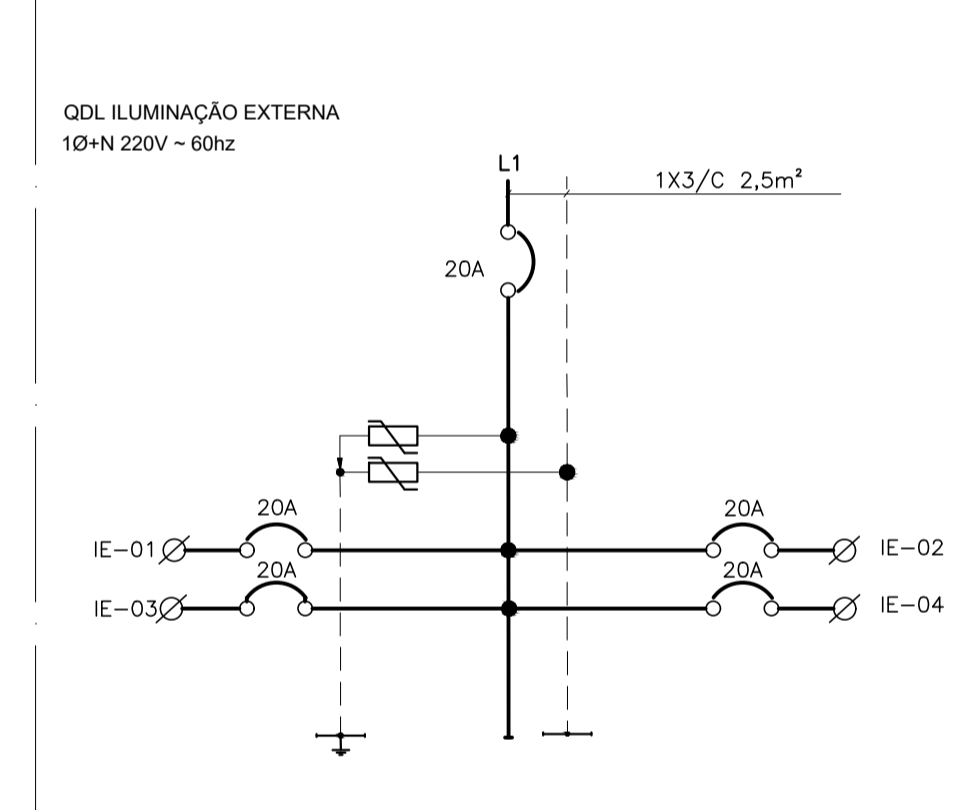 QDL ILUMINAÇÃO EXTERNA
1Ø+N 220V ~ 60hz
L1
1X3/C 2,5m²
20A
20A
20A
IE-01
IE-02
20A
20A
IE-03
IE-04